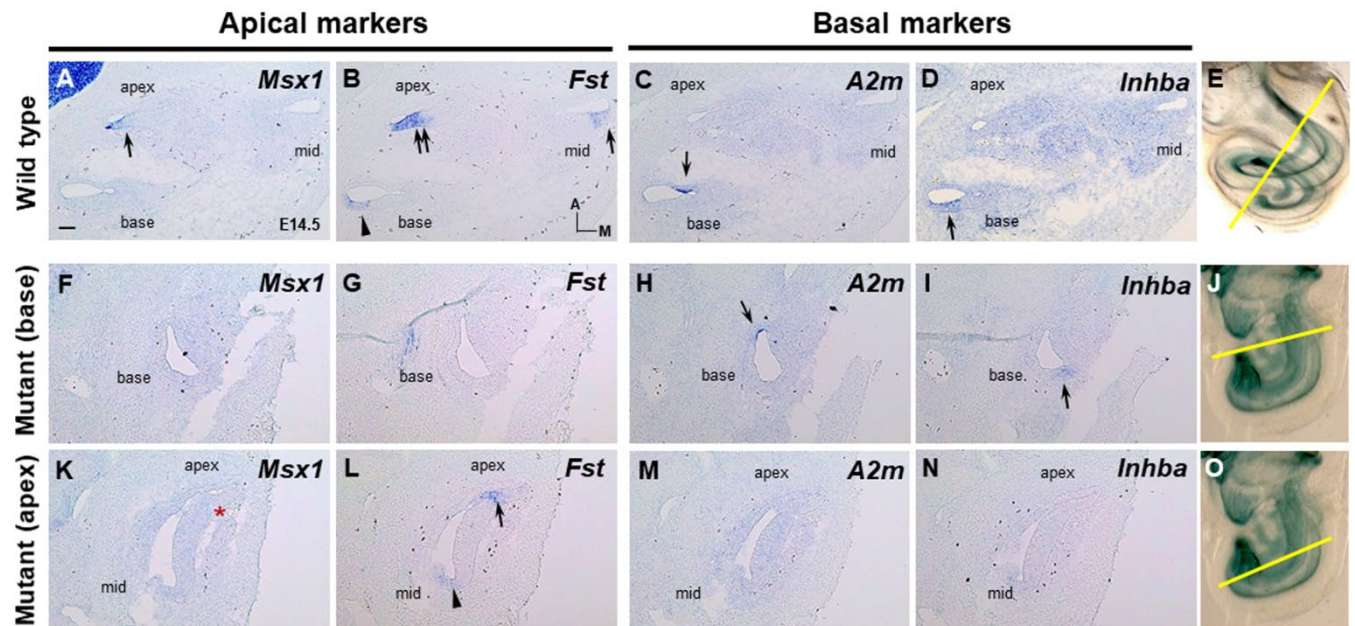 Apical markers
Basal markers
Wild type
A
Msx1
apex
mid
base
E14.5
B
Fst
apex
mid
base
A
M
C
A2m
apex
mid
base
D
Inhba
apex
mid
base
E
Mutant (base)
F
Msx1
base
G
Fst
base
H
A2m
base
I
Inhba
base
J
Mutant (apex)
K
Msx1
apex
*
mid
L
Fst
apex
mid
M
A2m
apex
mid
N
Inhba
apex
mid
O